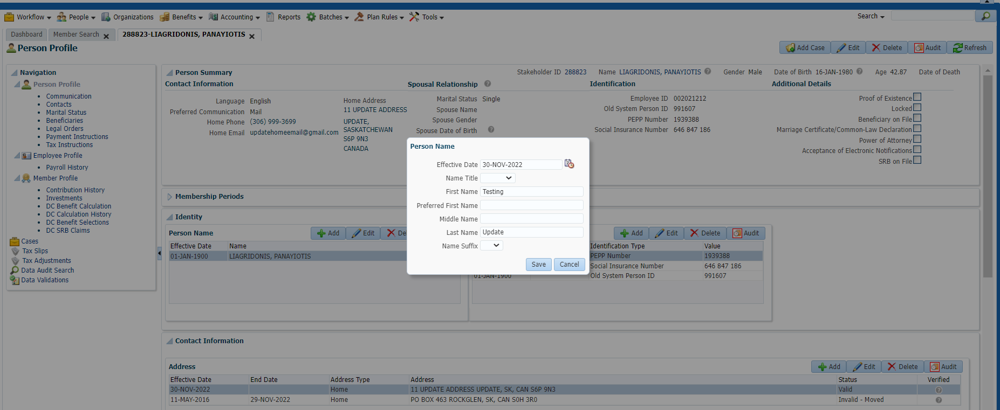 Workflow People Organizations Benefits Accounting Reports Batches Plan Rules Tools Search
Dashboard Member Search 288823-LIAGRIDONIS, PANAYIOTIS
Person Profile Add Case Edit Delete Audit Refresh
Navigation
Person Profile
Communication
Contacts
Marital Status
Beneficiaries
Legal Orders
Payment Instructions
Tax Instructions
Employee Profile
Payroll History
Member Profile
Contribution History
Investments
DC Benefit Calculation
DC Calculation History
DC Benefit Selections
DC SRB Claims
Cases
Tax Slips
Tax Adjustments
Data Audit Search
Data Validations
Person Summary Stakeholder ID 288823 Name LIAGRIDONIS, PANAYIOTIS Gender Male Date of Birth 16-JAN-1980 Age 42.87 Date of Death
Contact Information
Language English
Preferred Communication Mail
Home Phone (306) 999-3699
Home Email updatehomeemail@gmail.com
Home Address
11 UPDATE ADDRESS
UPDATE,
SASKATCHEWAN
S6P 9N3
CANADA
Spousal Relationship
Marital Status Single
Spouse Name
Spouse Gender
Spouse Date of Birth
Identification
Employee ID 002021212
Old System Person ID 991607
PEPP Number 1939388
Social Insurance Number 646 847 186
Additional Details
Proof of Existence
Locked
Beneficiary on File
Marriage Certificate/Common-Law Declaration
Power of Attorney
Acceptance of Electronic Notifications
SRB on File
Person Name
Effective Date 30-NOV-2022
Name Title
First Name Testing
Preferred First Name
Middle Name
Last Name Update
Name Suffix
Save Cancel
Membership Periods
Identity
Person Name Add Edit De
Effective Date Name
01-JAN-1900 LIAGRIDONIS, PANAYIOTIS
Add Edit Delete Audit
Identification Type Value
PEPP Number 1939388
Social Insurance Number 646 847 186
01-JAN-1900 Old System Person ID 991607
Contact Information
Address Add Edit Delete Audit
Effective Date End Date Address Type Address Status Verified
30-NOV-2022 Home 11 UPDATE ADDRESS UPDATE, SK, CAN S6P 9N3 Valid
11-MAY-2016 29-NOV-2022 Home PO BOX 463 ROCKGLEN, SK, CAN S0H 3R0 Invalid - Moved